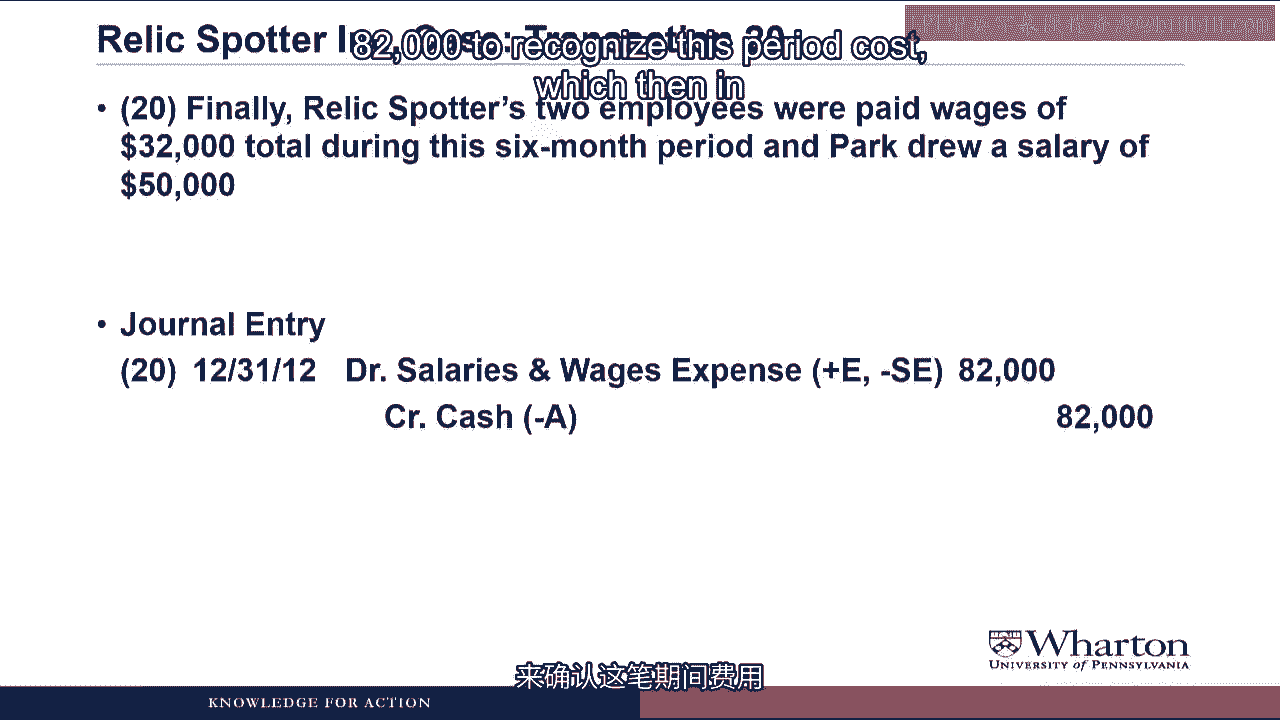 Relic Spotter Inc. Case: Transaction 20
82,000 to recognize this period cost,
which then in
• (20) Finally, Relic Spotter's two employees were paid wages of
$32,000 total during this six-month period and Park drew a salary of
$50,000
• Journal Entry
(20) 12/31/12 Dr. Salaries & Wages Expense (+E, -SE) 82,000
Cr. Cash (-A) 82,000
Wharton
UNIVERSITY of PENNSYLVANIA
来确认这笔期间费用
KNOWLEDGE FOR ACTION